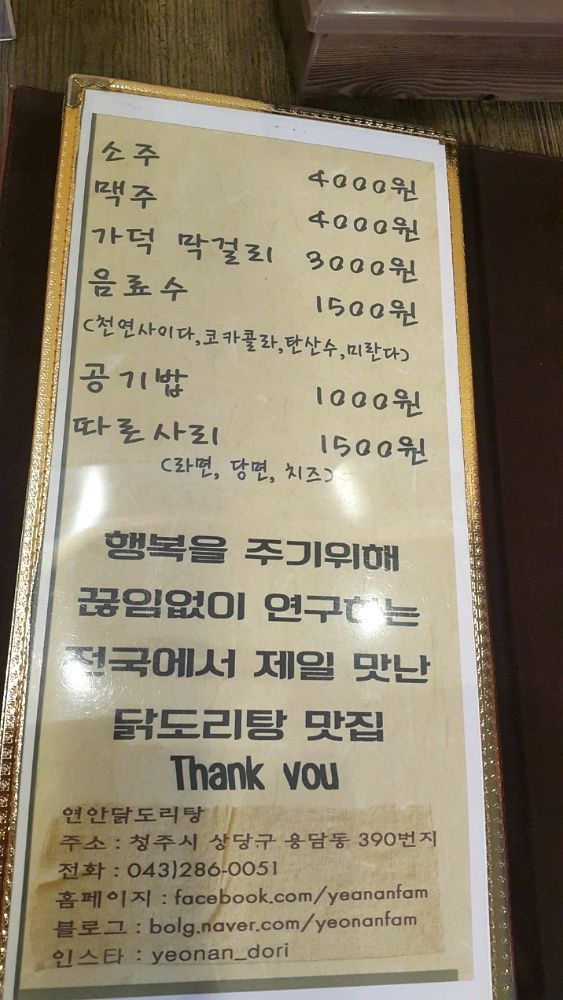 소주 4000원
맥주 4000원
가덕 막걸리 3000원
음료수 1500원
(천연사이다,코카콜라,탄산수,미란다)
공기밥 1000원
따른사리 1500원
(라면, 당면, 치즈)
행복을 주기위해
끊임없이 연구하는
전국에서 제일 맛난
닭도리탕 맛집
Thank you
연안닭도리탕
주소 : 청주시 상당구 용담동 390번지
전화 : 043)286-0051
홈페이지 : facebook.com/yeananfam
블로그 : bolg.naver.com/yeonanfam
인스타 : yeonan_dori